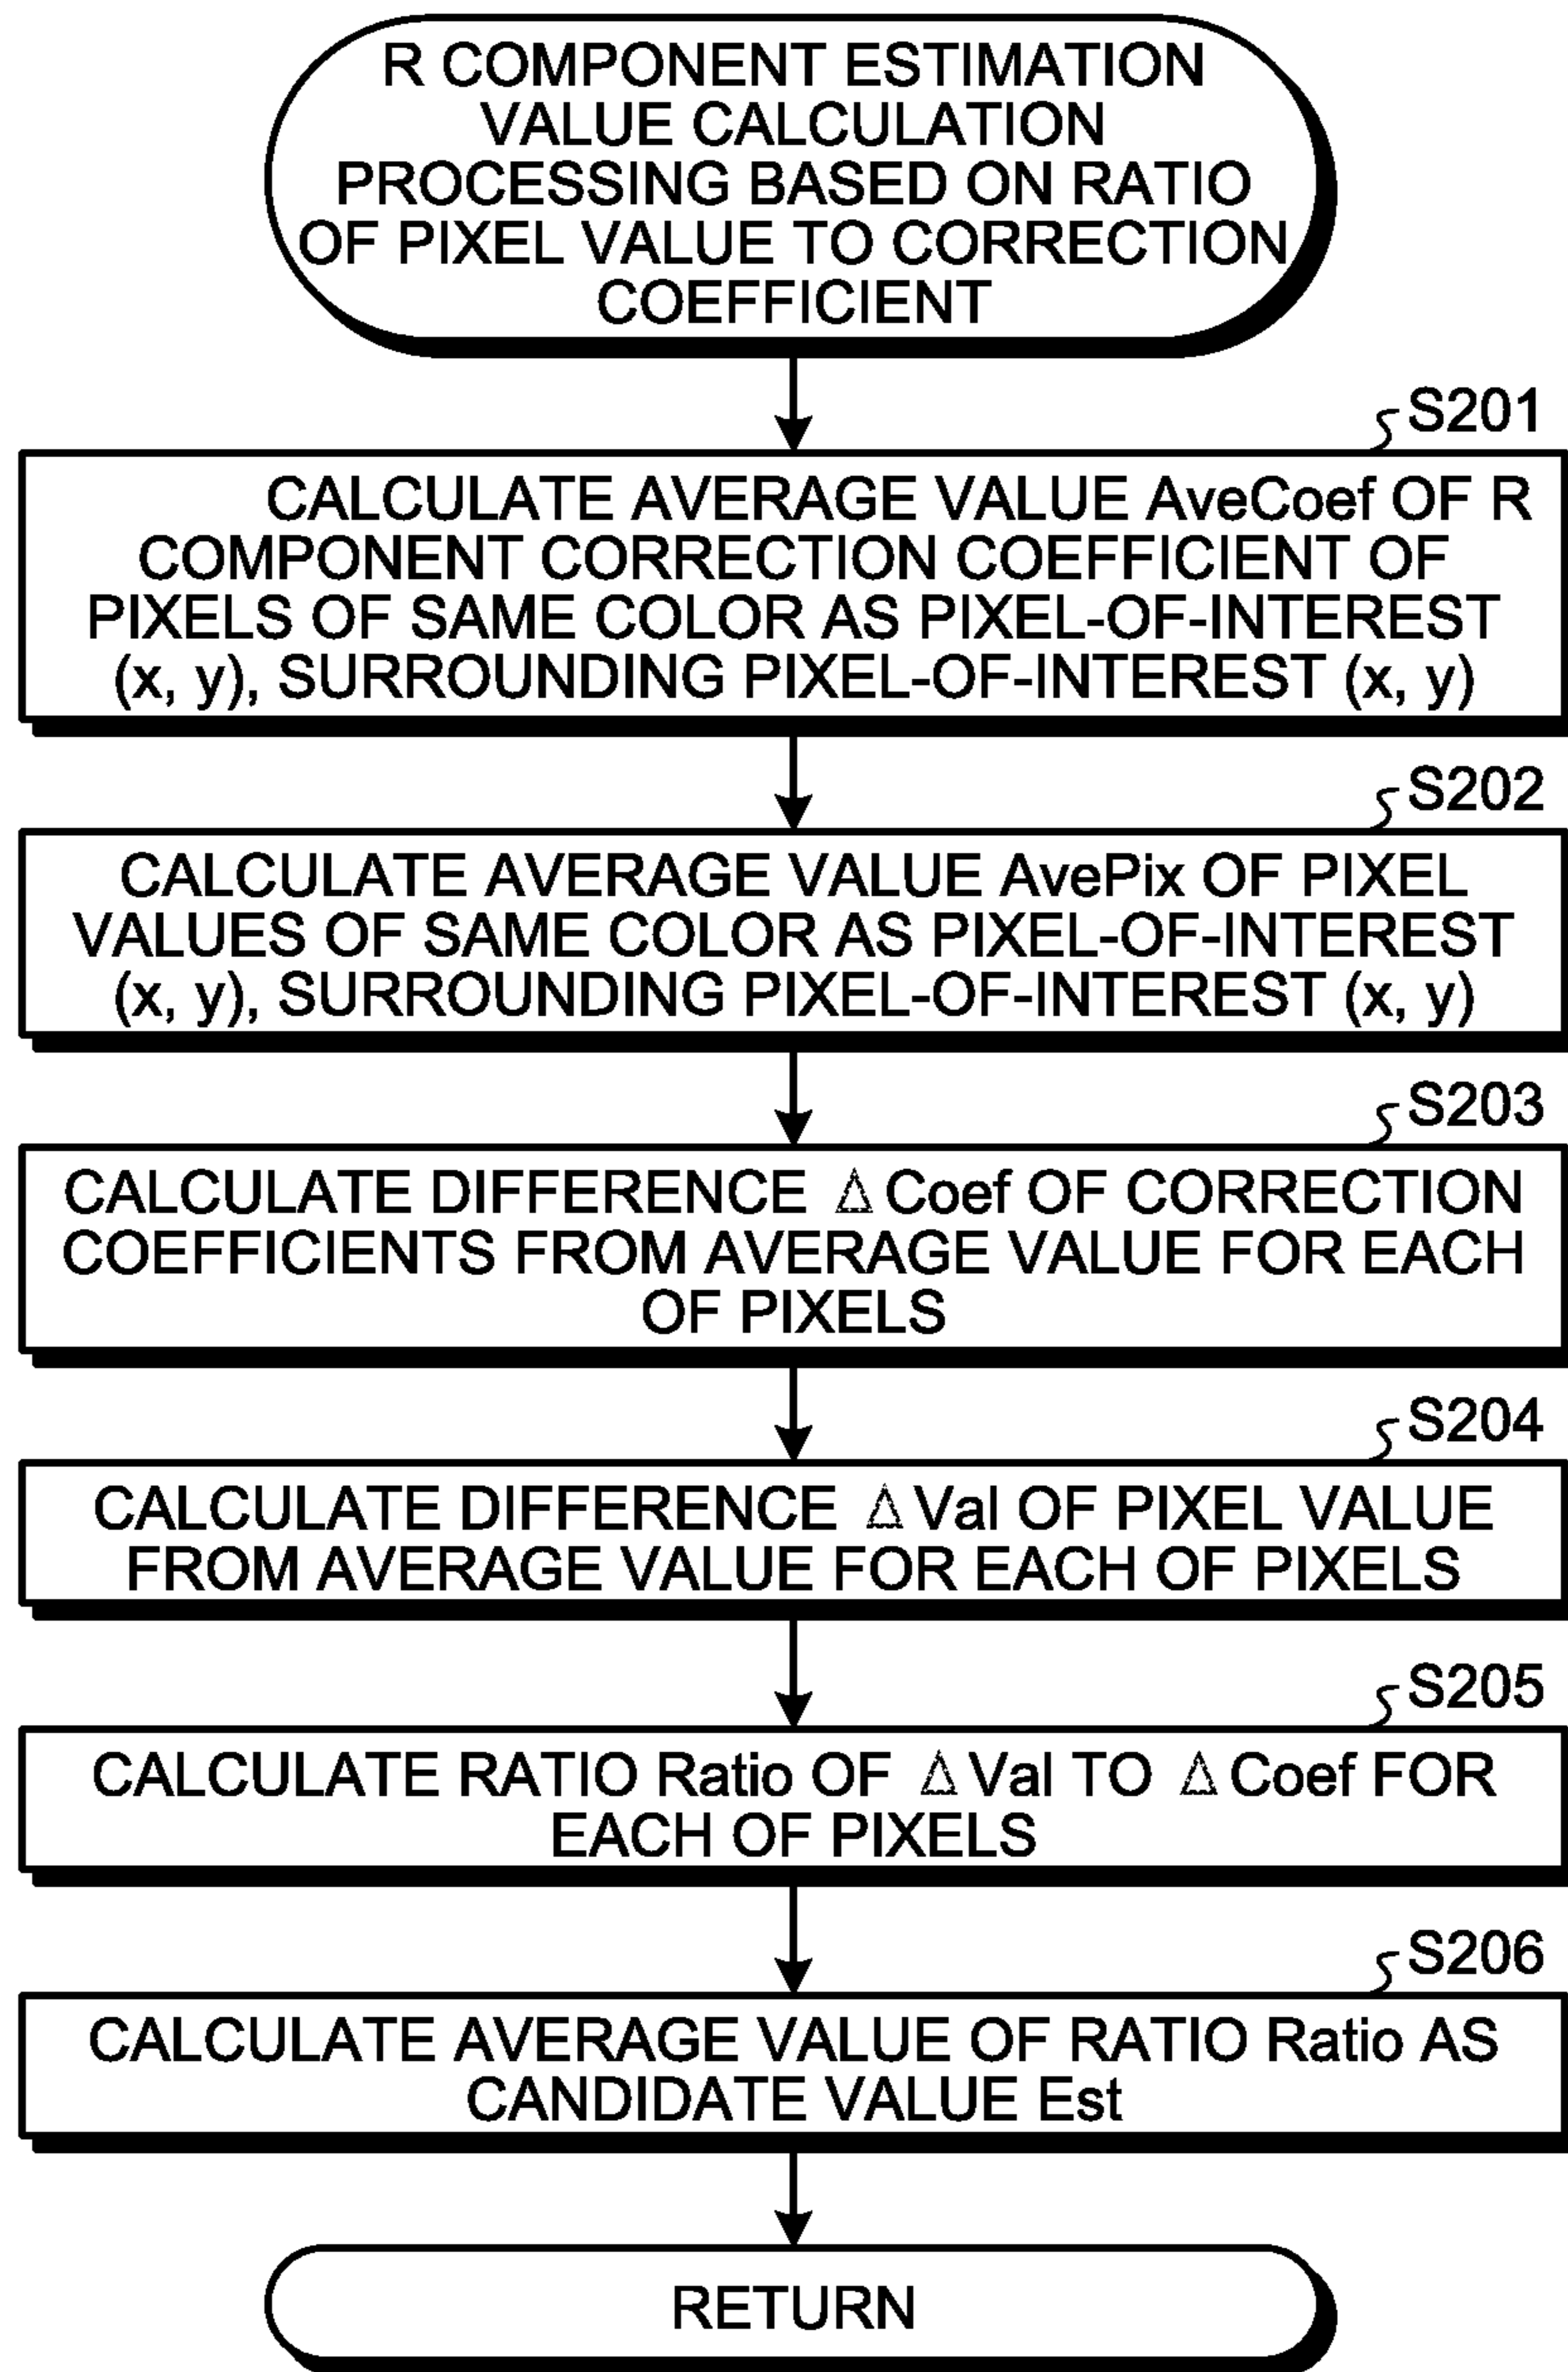 R COMPONENT ESTIMATION
VALUE CALCULATION
PROCESSING BASED ON RATIO
OF PIXEL VALUE TO CORRECTION
COEFFICIENT
S201
CALCULATE AVERAGE VALUE AveCoef OF R
COMPONENT CORRECTION COEFFICIENT OF
PIXELS OF SAME COLOR AS PIXEL-OF-INTEREST
(x, y), SURROUNDING PIXEL-OF-INTEREST (x, y)
S202
CALCULATE AVERAGE VALUE AvePix OF PIXEL
VALUES OF SAME COLOR AS PIXEL-OF-INTEREST
(x, y), SURROUNDING PIXEL-OF-INTEREST (x, y)
S203
CALCULATE DIFFERENCE ΔCoef OF CORRECTION
COEFFICIENTS FROM AVERAGE VALUE FOR EACH
OF PIXELS
S204
CALCULATE DIFFERENCE ΔVal OF PIXEL VALUE
FROM AVERAGE VALUE FOR EACH OF PIXELS
S205
CALCULATE RATIO Ratio OF ΔVal TO ΔCoef FOR
EACH OF PIXELS
S206
CALCULATE AVERAGE VALUE OF RATIO Ratio AS
CANDIDATE VALUE Est
RETURN